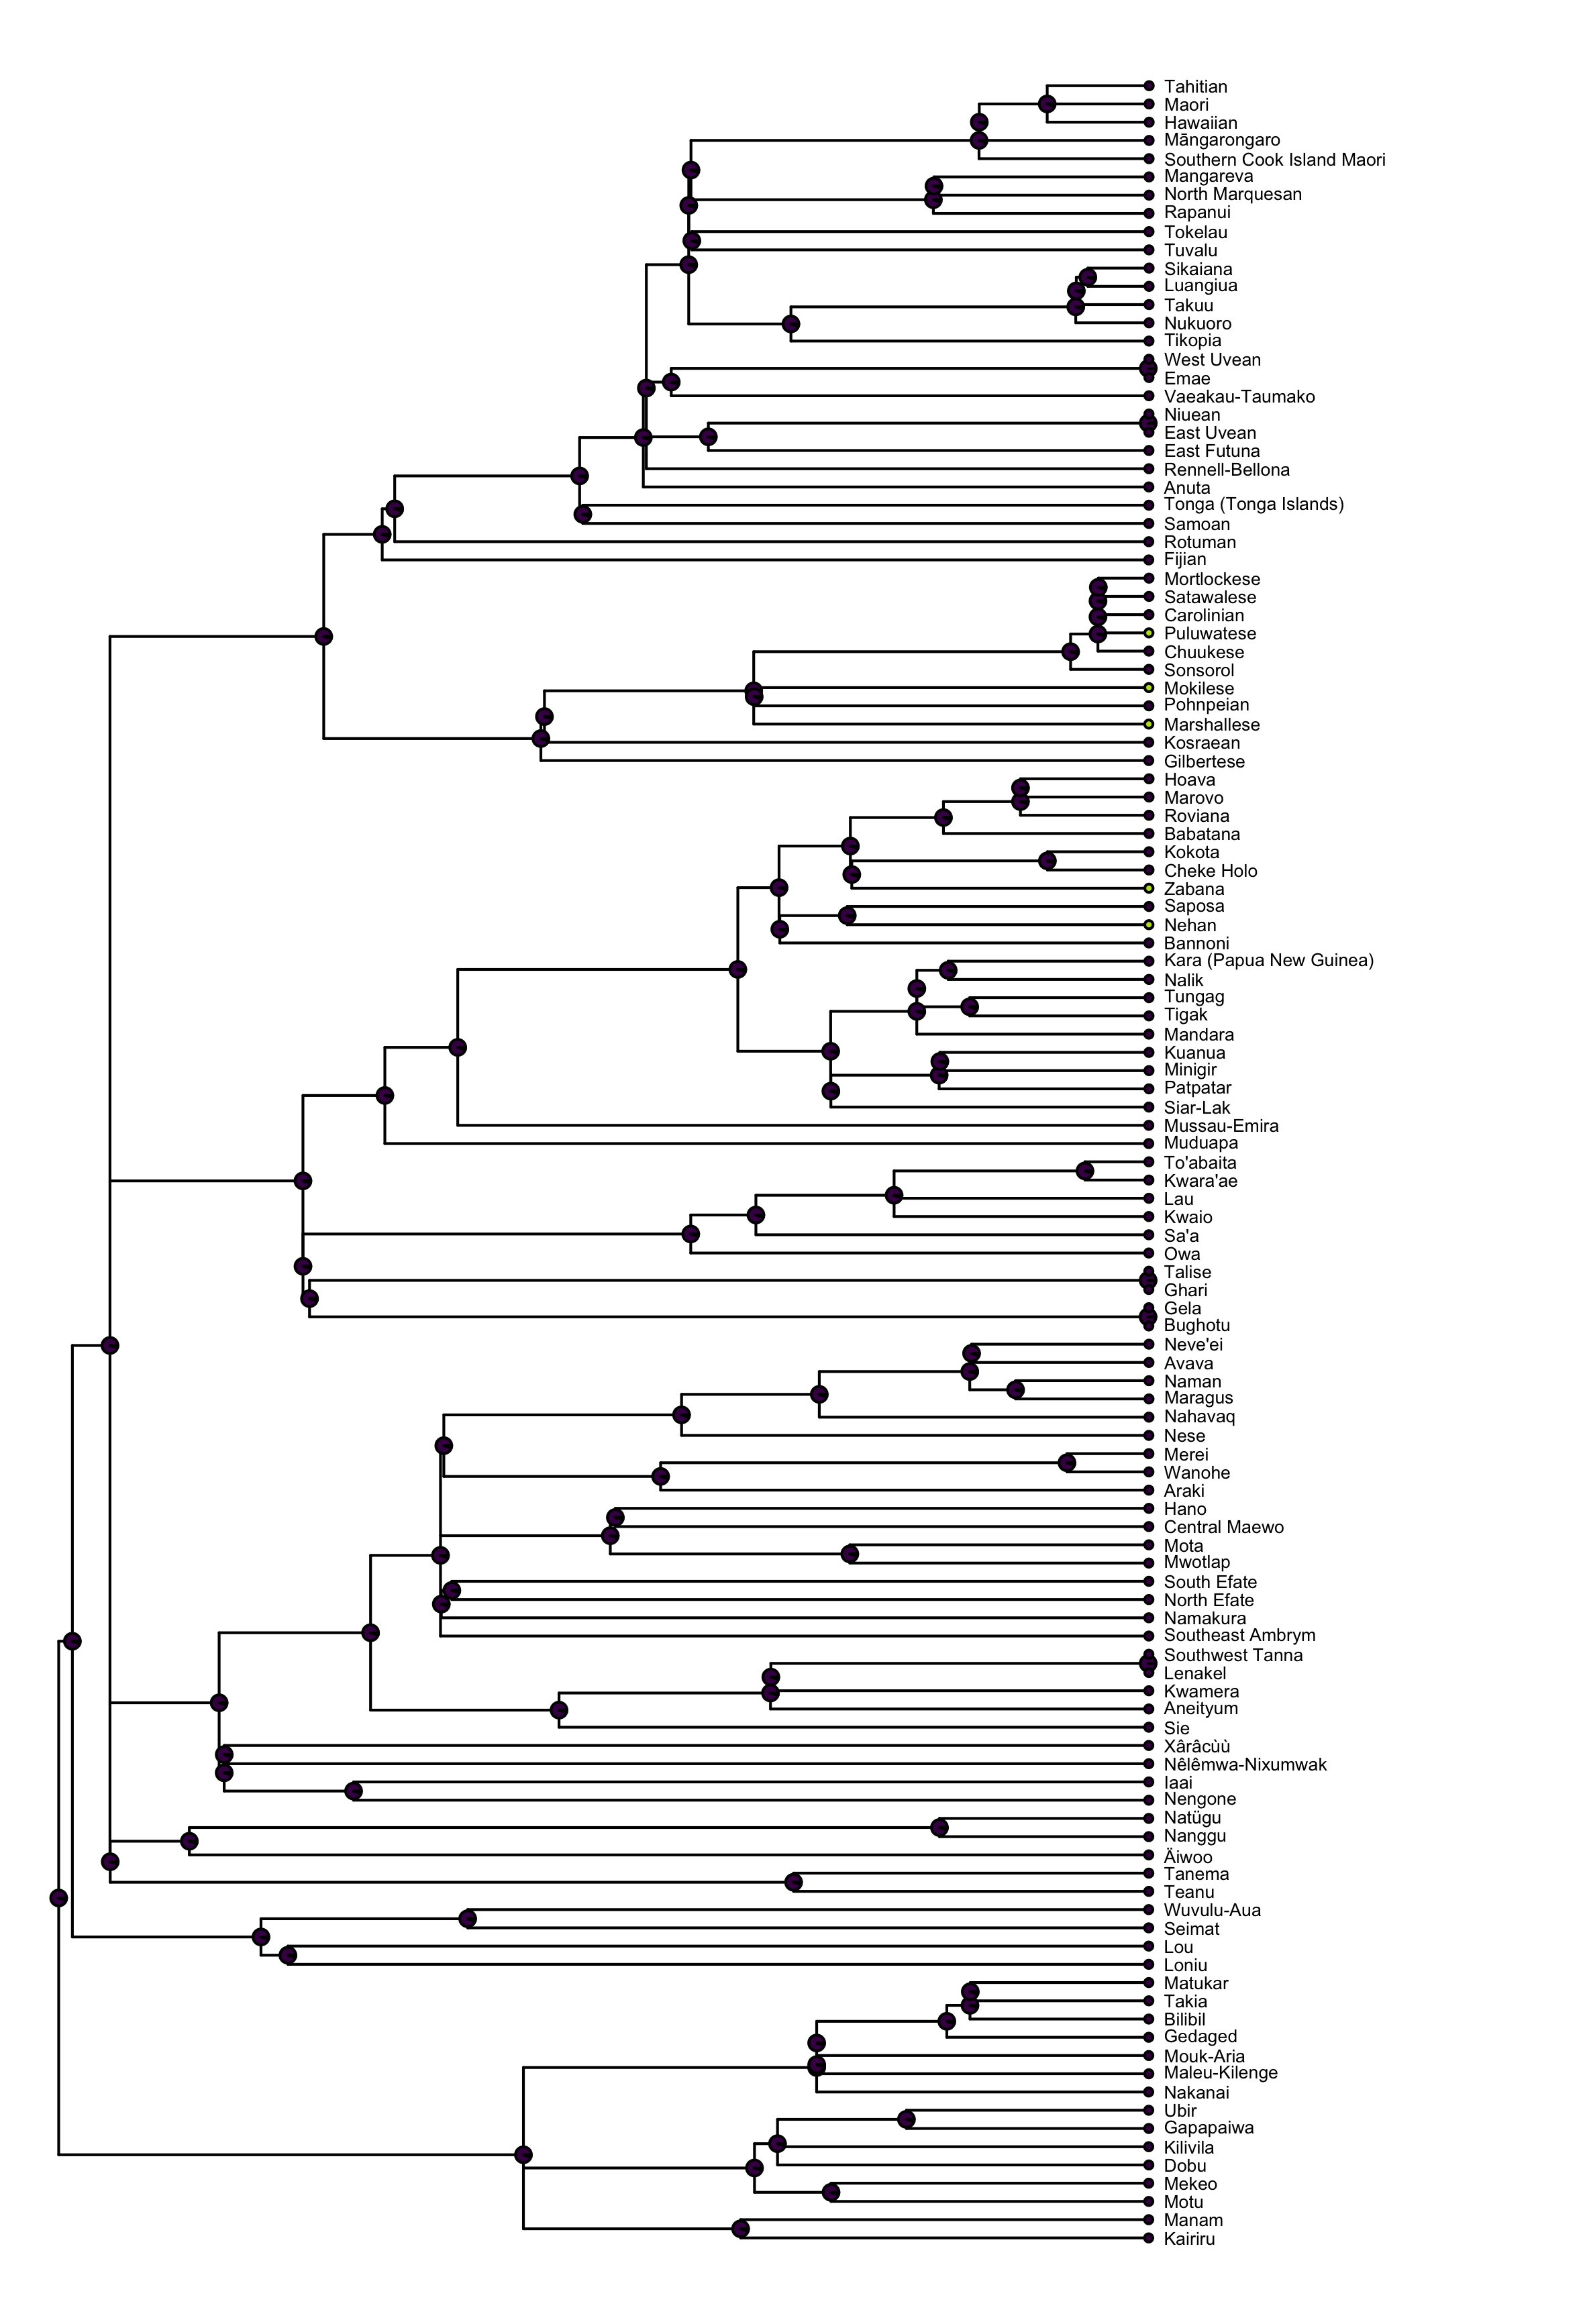 Tahitian
Maori
Hawaiian
Māngarongaro
Southern Cook Island Maori
Mangareva
North Marquesan
Rapanui
Tokelau
Tuvalu
Sikaiana
Luangiua
Takuu
Nukuoro
Tikopia
West Uvean
Emae
Vaeakau-Taumako
Niuean
East Uvean
East Futuna
Rennell-Bellona
Anuta
Tonga (Tonga Islands)
Samoan
Rotuman
Fijian
Mortlockese
Satawalese
Carolinian
Puluwatese
Chuukese
Sonsorol
Mokilese
Pohnpeian
Marshallese
Kosraean
Gilbertese
Hoava
Marovo
Roviana
Babatana
Kokota
Cheke Holo
Zabana
Saposa
Nehan
Bannoni
Kara (Papua New Guinea)
Nalik
Tungag
Tigak
Mandara
Kuanua
Minigir
Patpatar
Siar-Lak
Mussau-Emira
Muduapa
To'abaita
Kwara'ae
Lau
Kwaio
Sa'a
Owa
Talise
Ghari
Gela
Bughotu
Neve'ei
Avava
Naman
Maragus
Nahavaq
Nese
Merei
Wanohe
Araki
Hano
Central Maewo
Mota
Mwotlap
South Efate
North Efate
Namakura
Southeast Ambrym
Southwest Tanna
Lenakel
Kwamera
Aneityum
Sie
Xârâcùù
Nêlêmwa-Nixumwak
Iaai
Nengone
Natügu
Nanggu
Äiwoo
Tanema
Teanu
Wuvulu-Aua
Seimat
Lou
Loniu
Matukar
Takia
Bilibil
Gedaged
Mouk-Aria
Maleu-Kilenge
Nakanai
Ubir
Gapapaiwa
Kilivila
Dobu
Mekeo
Motu
Manam
Kairiru